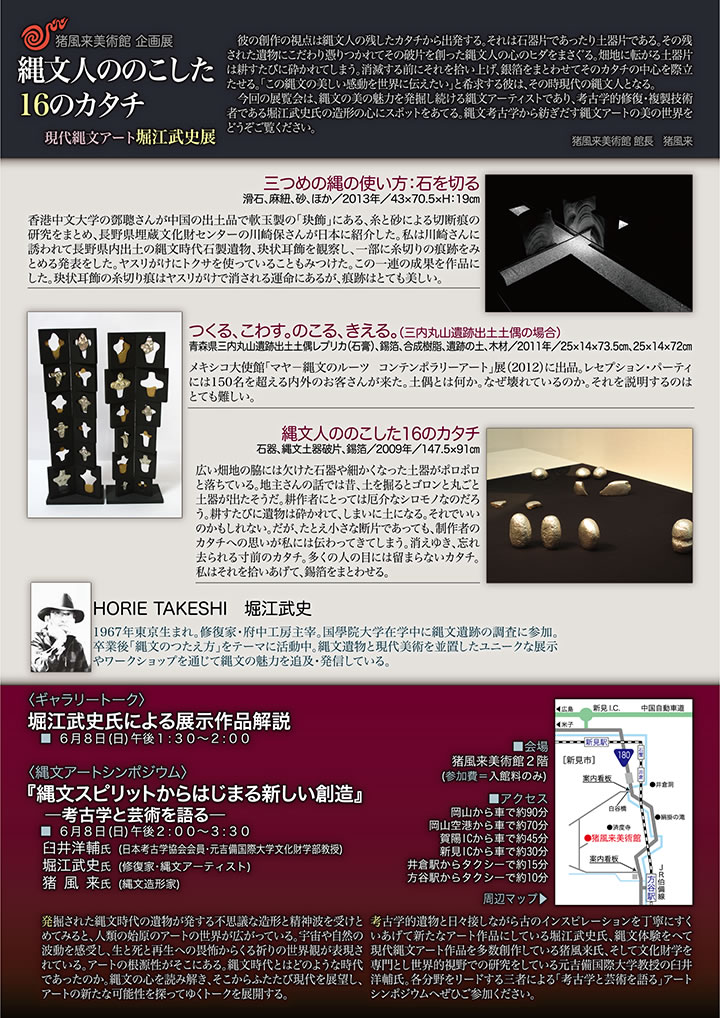 猪風来美術館 企画展
縄文人ののこした
16のカタチ
現代縄文アート堀江武史展
彼の創作の視点は縄文人の残したカタチから出発する。それは石器片であったり土器片である。その残
された遺物にこだわり憑りつかれてその破片を創った縄文人の心のヒダをまさぐる。畑地に転がる土器片
は耕すたびに砕かれてしまう。消滅する前にそれを拾い上げ、銀箔をまとわせてそのカタチの中心を際立
たせる。「この縄文の美しい感動を世界に伝えたい」と希求する彼は、その時現代の縄文人となる。
今回の展覧会は、縄文の美の魅力を発掘し続ける縄文アーティストであり、考古学的修復・複製技術
者である堀江武史氏の造形の心にスポットをあてる。縄文考古学から紡ぎだす縄文アートの美の世界を
どうぞご覧ください。
猪風来美術館 館長 猪風来
三つめの縄の使い方：石を切る
滑石、麻紐、砂、ほか／2013年／43×70.5×H：19㎝
香港中文大学の鄧聰さんが中国の出土品で軟玉製の「玦飾」にある、糸と砂による切断痕の
研究をまとめ、長野県埋蔵文化財センターの川崎保さんが日本に紹介した。私は川崎さんに
誘われて長野県内出土の縄文時代石製遺物、玦状耳飾を観察し、一部に糸切りの痕跡をみ
とめる発表をした。ヤスリがけにトクサを使っていることもみつけた。この一連の成果を作品に
した。玦状耳飾の糸切り痕はヤスリがけで消される運命にあるが、痕跡はとても美しい。
つくる、こわす。のこる、きえる。（三内丸山遺跡出土土偶の場合）
青森県三内丸山遺跡出土土偶レプリカ（石膏）、錫箔、合成樹脂、遺跡の土、木材／2011年／25×14×73.5㎝、25×14×72㎝
メキシコ大使館「マヤー縄文のルーツ コンテンポラリーアート」展（2012）に出品。レセプション・パーティ
には150名を超える内外のお客さんが来た。土偶とは何か。なぜ壊れているのか。それを説明するのは
とても難しい。
縄文人ののこした16のカタチ
石器、縄文土器破片、錫箔／2009年／147.5×91㎝
広い畑地の脇には欠けた石器や細かくなった土器がポロポロ
と落ちている。地主さんの話では昔、土を掘るとゴロンと丸ごと
土器が出たそうだ。耕作者にとっては厄介なシロモノなのだろ
う。耕すたびに遺物は砕かれて、しまいに土になる。それでいい
のかもしれない。だが、たとえ小さな断片であっても、制作者の
カタチへの思いが私には伝わってきてしまう。消えゆき、忘れ
去られる寸前のカタチ。多くの人の目には留まらないカタチ。
私はそれを拾いあげて、錫箔をまとわせる。
HORIE TAKESHI 堀江武史
1967年東京生まれ。修復家・府中工房主宰。国學院大学在学中に縄文遺跡の調査に参加。
卒業後「縄文のつたえ方」をテーマに活動中。縄文遺物と現代美術を並置したユニークな展示
やワークショップを通じて縄文の魅力を追及・発信している。
〈ギャラリートーク〉
堀江武史氏による展示作品解説
■ 6月8日(日)午後1：30～2：00
〈縄文アートシンポジウム〉
『縄文スピリットからはじまる新しい創造』
―考古学と芸術を語る―
■ 6月8日(日)午後2：00～3：30
臼井洋輔氏 (日本考古学協会会員・元吉備国際大学文化財学部教授)
堀江武史氏 (修復家・縄文アーティスト)
猪 風 来氏 (縄文造形家)
■会場
猪風来美術館2階
(参加費＝入館料のみ)
■アクセス
岡山から車で約90分
岡山空港から車で約70分
賀陽ICから車で約45分
新見ICから車で約30分
井倉駅からタクシーで約15分
方谷駅からタクシーで約10分
周辺マップ▶
◀広島
新見I.C.
中国自動車道
◀米子
新見駅
180
[新見市]
案内看板
●井倉洞
白谷橋
●絹掛の滝
●済度寺
●猪風来美術館
案内看板
方谷駅
JR伯備線
発掘された縄文時代の遺物が発する不思議な造形と精神波を受けと
めてみると、人類の始原のアートの世界が広がっている。宇宙や自然の
波動を感受し、生と死と再生への畏怖からくる祈りの世界観が表現さ
れている。アートの根源性がそこにある。縄文時代とはどのような時代
であったのか。縄文の心を読み解き、そこからふたたび現代を展望し、
アートの新たな可能性を探ってゆくトークを展開する。
考古学的遺物と日々接しながら古のインスピレーションを丁寧にすく
いあげて新たなアート作品にしている堀江武史氏、縄文体験をへて
現代縄文アート作品を多数創作している猪風来氏、そして文化財学を
専門とし世界的視野での研究をしている元吉備国際大学教授の臼井
洋輔氏。各分野をリードする三者による「考古学と芸術を語る」アート
シンポジウムへぜひご参加ください。